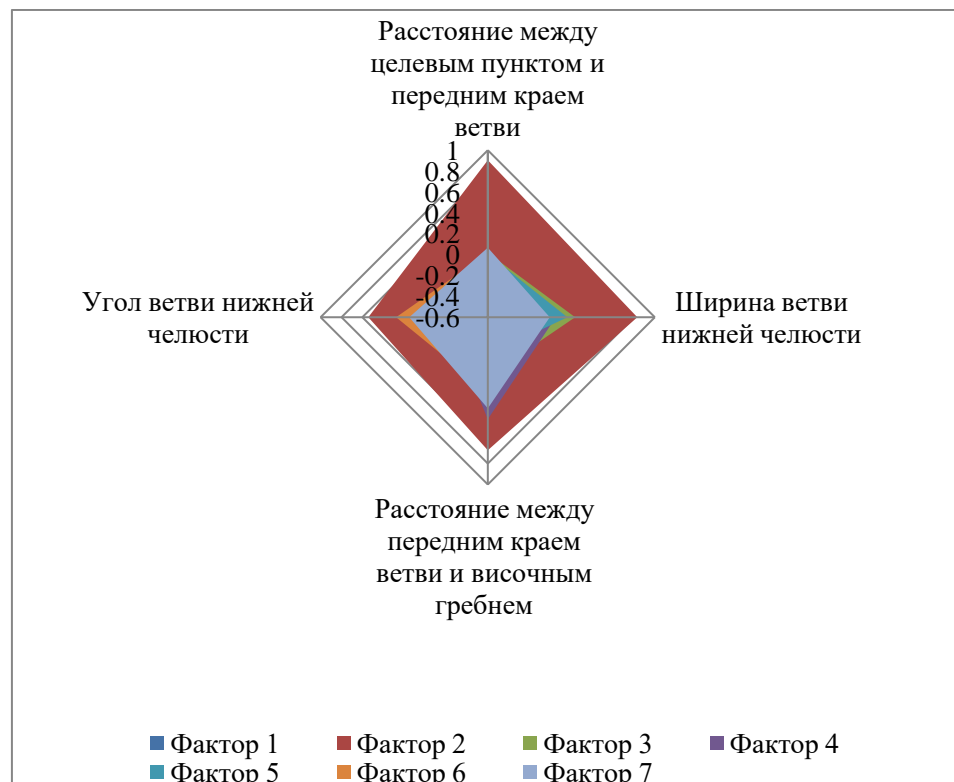 Расстояние между
целевым пунктом и
передним краем
ветви
1
0.8
0.6
0.4
0.2
0
-0.2
-0.4
-0.6
Угол ветви нижней
челюсти
Ширина ветви
нижней челюсти
Расстояние между
передним краем
ветви и височным
гребнем
Фактор 1 Фактор 2 Фактор 3 Фактор 4
Фактор 5 Фактор 6 Фактор 7